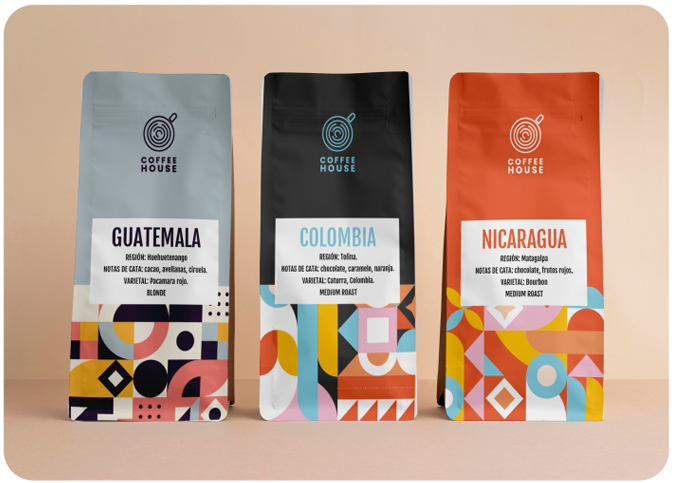 COFFEE
HOUSE
GUATEMALA
REGIÓN: Huehuetenango
NOTAS DE CATA: cacao, avellanas, ciruela.
VARIETAL: Pacamara rojo.
BLONDE
COFFEE
HOUSE
COLOMBIA
REGIÓN: Tolina.
NOTAS DE CATA: chocolate, caramelo, naranja.
VARIETAL: Caturra, Colombia.
MEDIUM ROAST
COFFEE
HOUSE
NICARAGUA
REGIÓN: Matagalpa
NOTAS DE CATA: chocolate, frutos rojos.
VARIETAL: Bourbon
MEDIUM ROAST